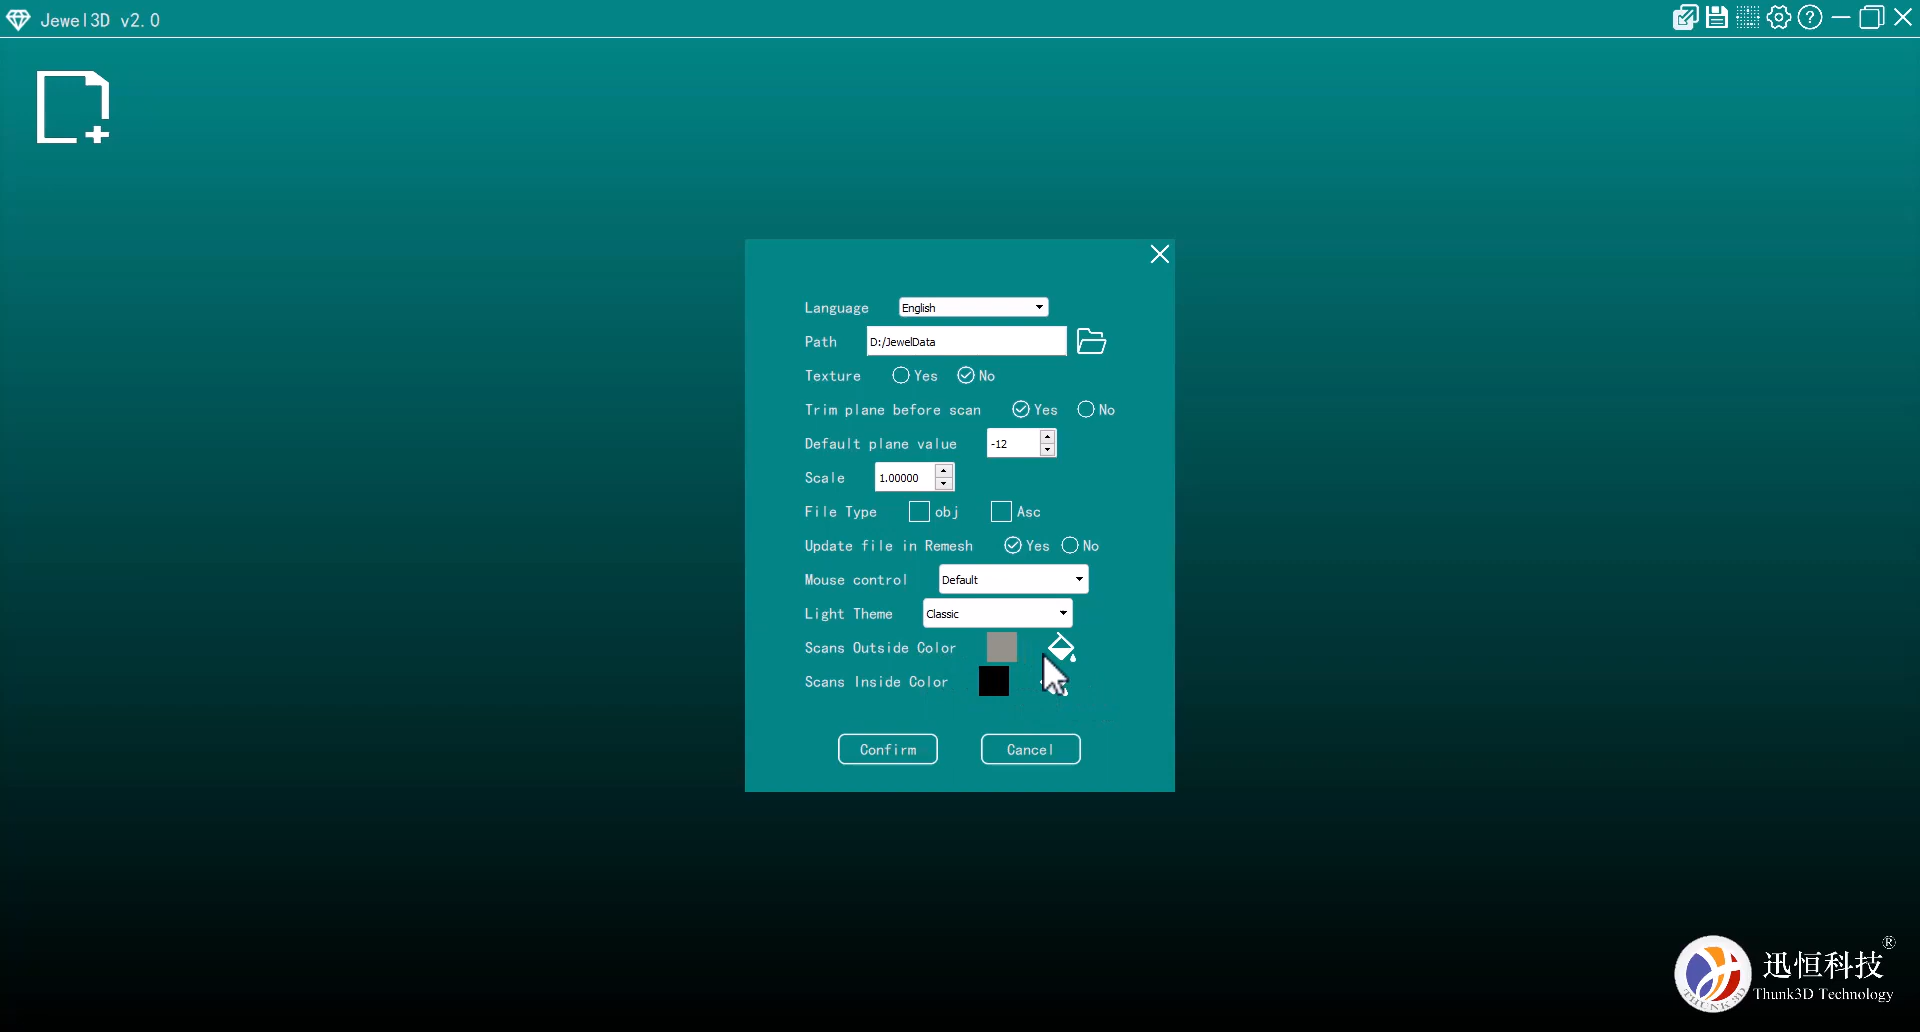 Jewel3D v2.0
Language English
Path D:/JewelData
Texture Yes No
Trim plane before scan Yes No
Default plane value -12
Scale 1.00000
File Type obj Asc
Update file in Remesh Yes No
Mouse control Default
Light Theme Classic
Scans Outside Color
Scans Inside Color
Confirm Cancel
迅恒科技®
Thunk3D Technology
THUNK 3D